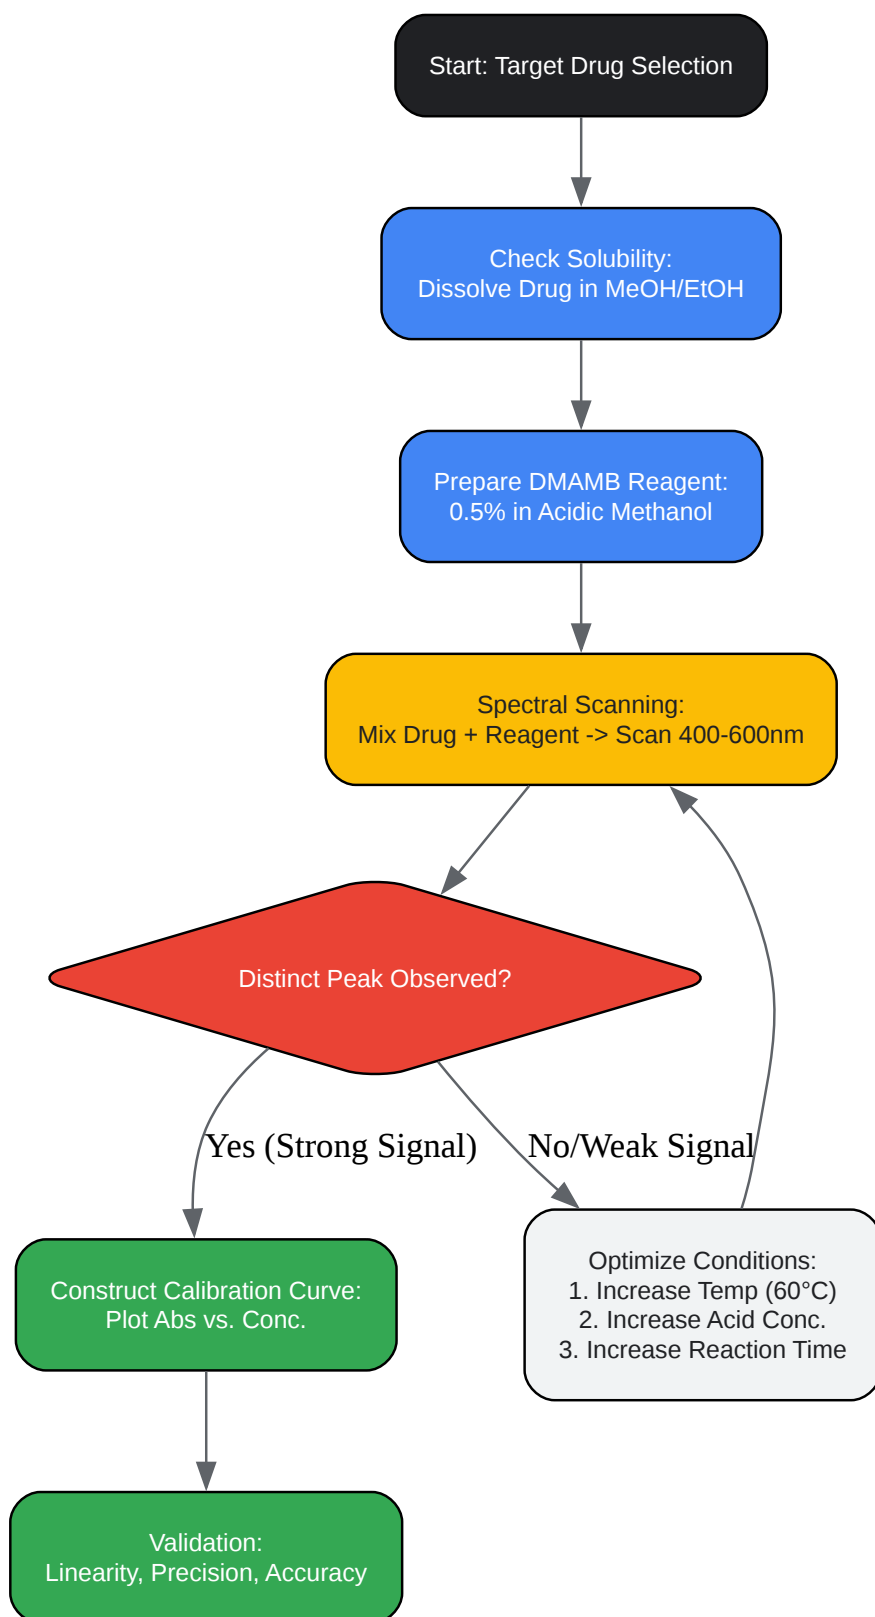 Start: Target Drug Selection
Check Solubility:
Dissolve Drug in MeOH/EtOH
Prepare DMAMB Reagent:
0.5% in Acidic Methanol
Spectral Scanning:
Mix Drug + Reagent -> Scan 400-600nm
Distinct Peak Observed?
Yes (Strong Signal)
No/Weak Signal
Construct Calibration Curve:
Plot Abs vs. Conc.
Optimize Conditions:
1. Increase Temp (60°C)
2. Increase Acid Conc.
3. Increase Reaction Time
Validation:
Linearity, Precision, Accuracy